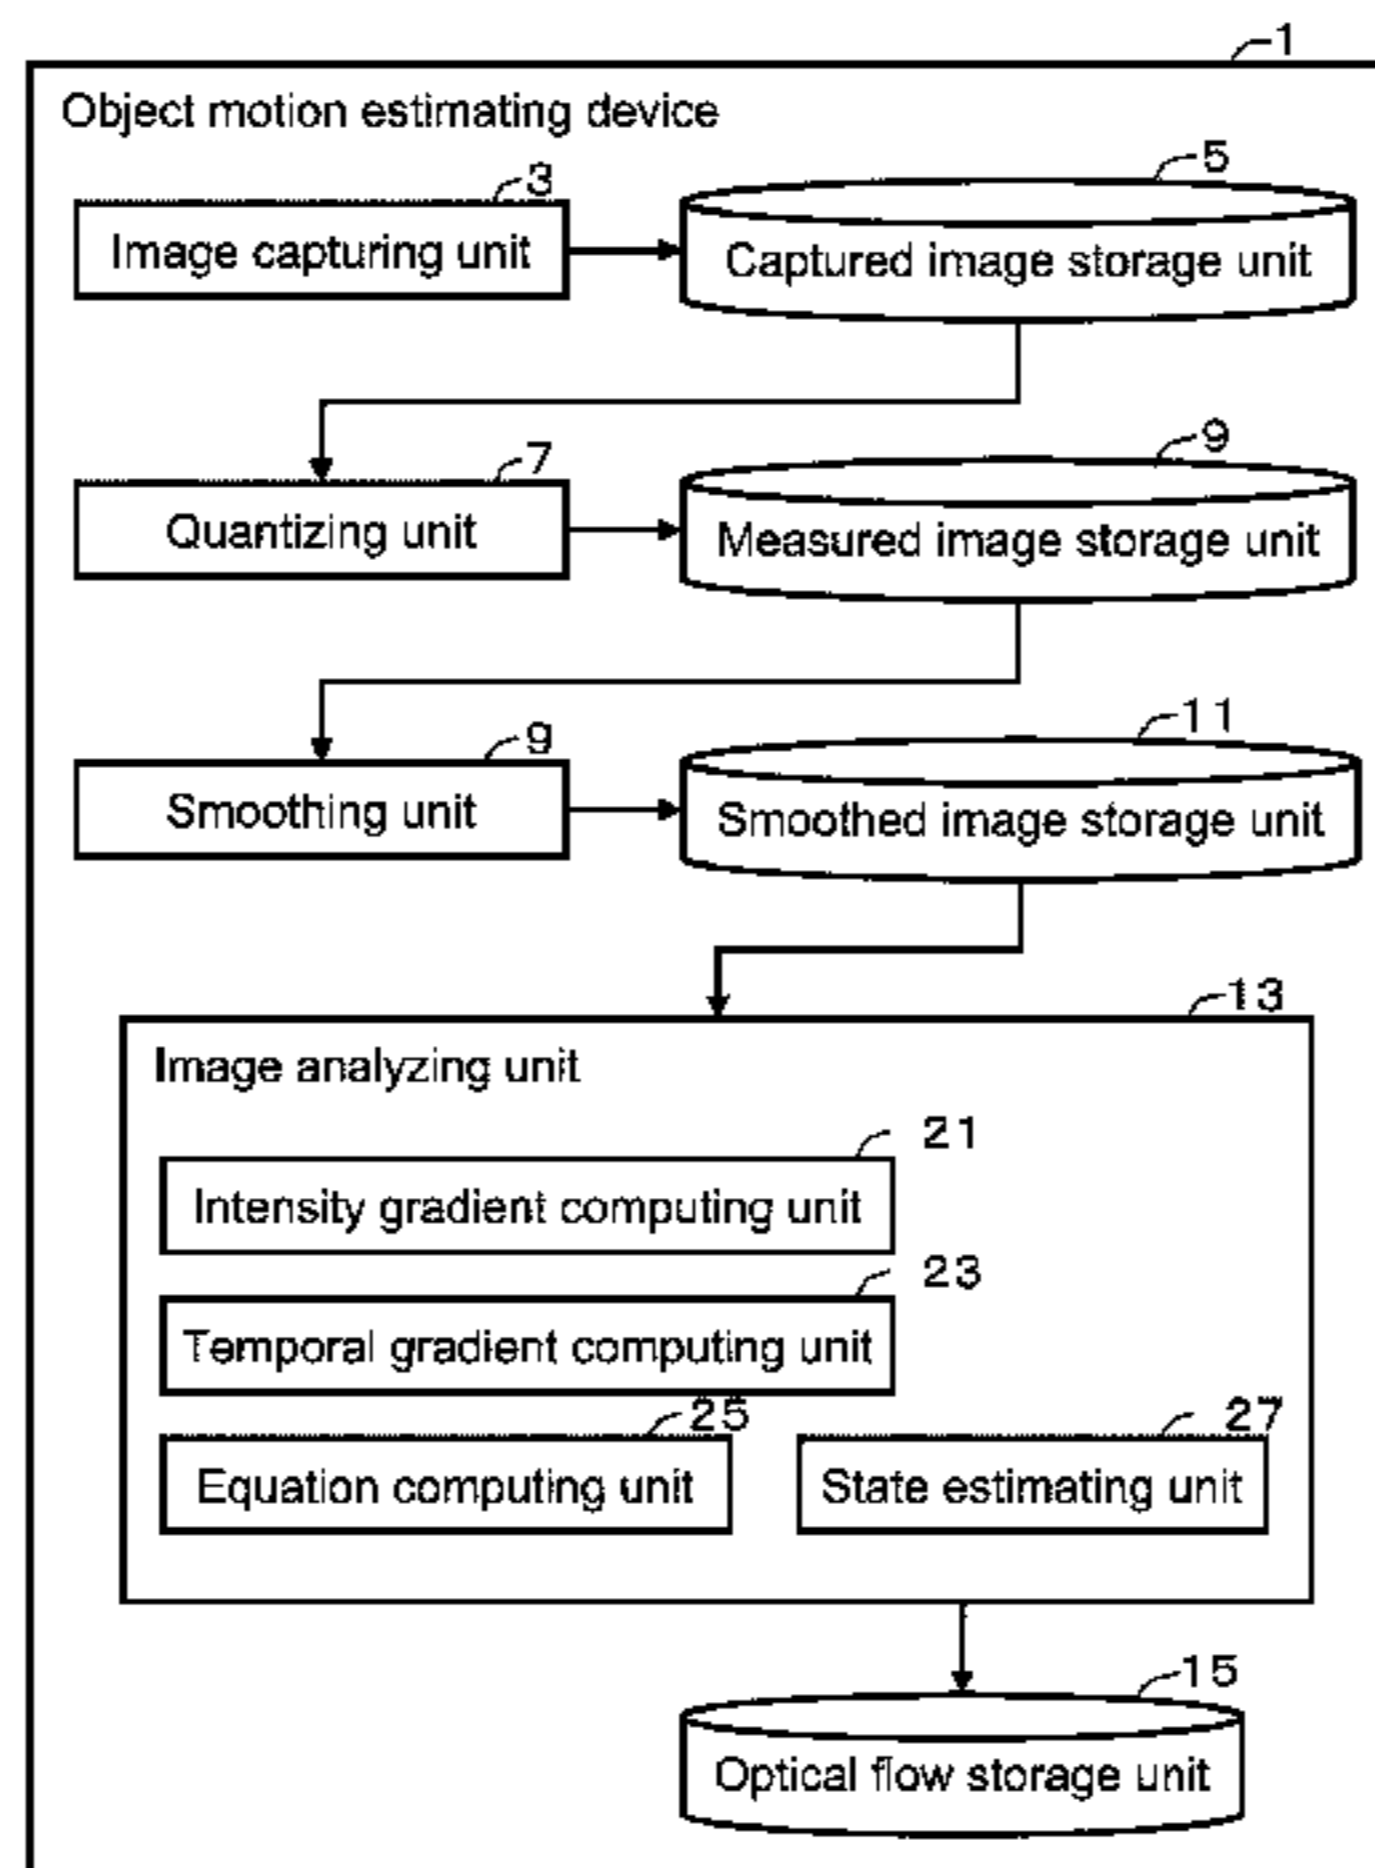 1
Object motion estimating device
3
5
Image capturing unit
Captured image storage unit
7
9
Quantizing unit
Measured image storage unit
9
11
Smoothing unit
Smoothed image storage unit
13
Image analyzing unit
21
Intensity gradient computing unit
23
Temporal gradient computing unit
25
27
Equation computing unit
State estimating unit
15
Optical flow storage unit